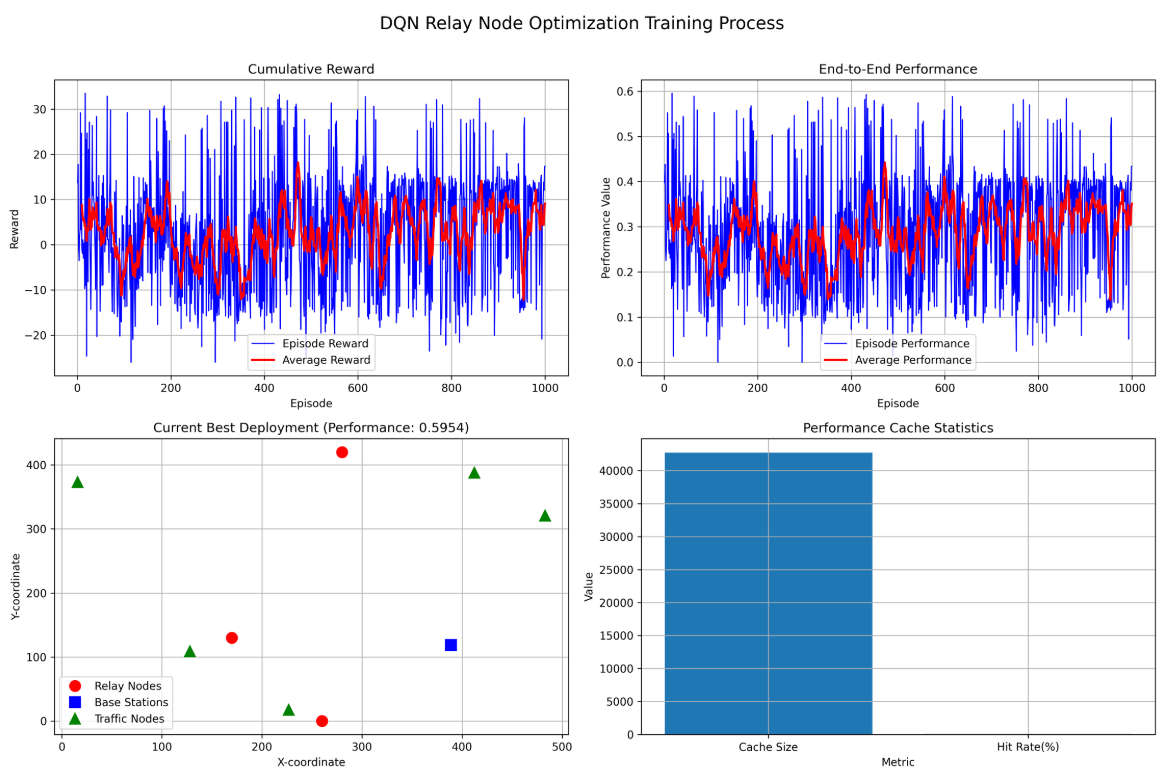 DQN Relay Node Optimization Training Process
Cumulative Reward
Reward
30
20
10
0
−10
−20
0 200 400 600 800 1000
Episode
Episode Reward
Average Reward
End-to-End Performance
Performance Value
0.6
0.5
0.4
0.3
0.2
0.1
0.0
0 200 400 600 800 1000
Episode
Episode Performance
Average Performance
Current Best Deployment (Performance: 0.5954)
Y-coordinate
400
300
200
100
0
0 100 200 300 400 500
X-coordinate
Relay Nodes
Base Stations
Traffic Nodes
Performance Cache Statistics
Value
40000
35000
30000
25000
20000
15000
10000
5000
0
Cache Size Hit Rate(%)
Metric